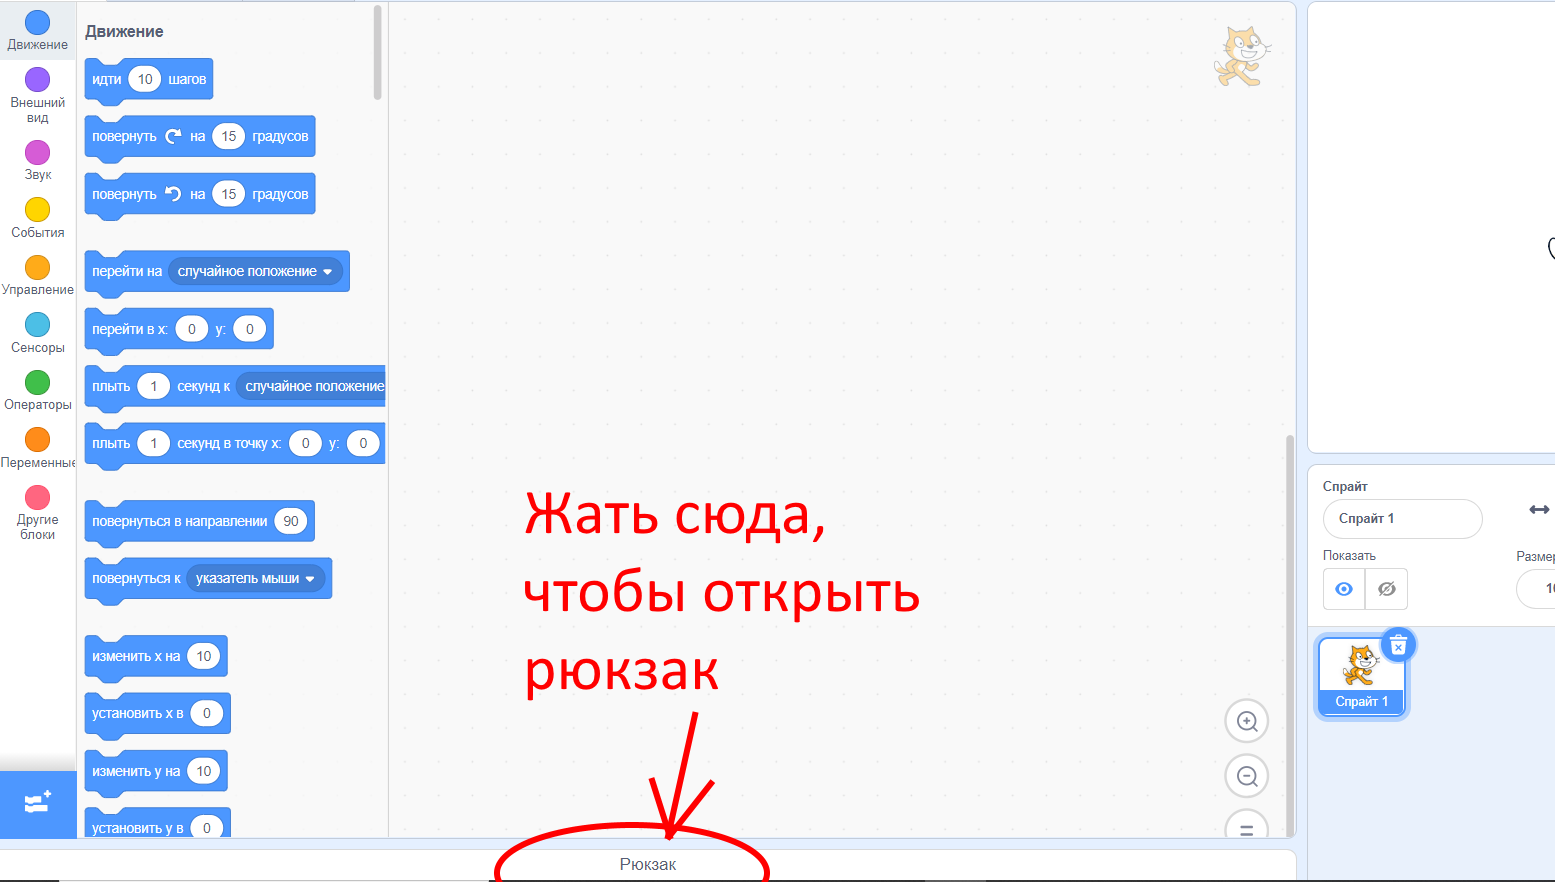 Движение
Внешний
вид
Звук
События
Управление
Сенсоры
Операторы
Переменные
Другие
блоки
Движение
идти 10 шагов
повернуть на 15 градусов
повернуть на 15 градусов
перейти на случайное положение
перейти в x: 0 y: 0
плыть 1 секунд к случайное положение
плыть 1 секунд в точку x: 0 y: 0
повернуться в направлении 90
повернуться к указатель мыши
изменить x на 10
установить x в 0
изменить y на 10
установить y в 0
Жать сюда,
чтобы открыть
рюкзак
Рюкзак
Спрайт
Спрайт 1
Показать
Размер
Спрайт 1